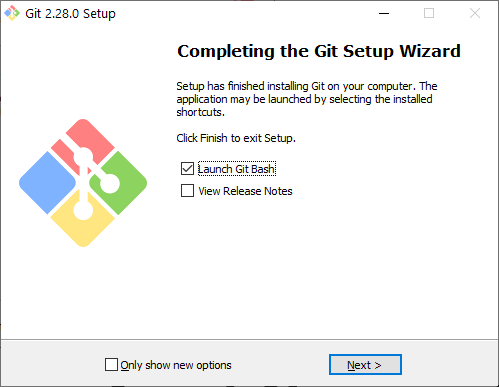 Git 2.28.0 Setup
Completing the Git Setup Wizard
Setup has finished installing Git on your computer. The
application may be launched by selecting the installed
shortcuts.
Click Finish to exit Setup.
Launch Git Bash
View Release Notes
Only show new options
Next >